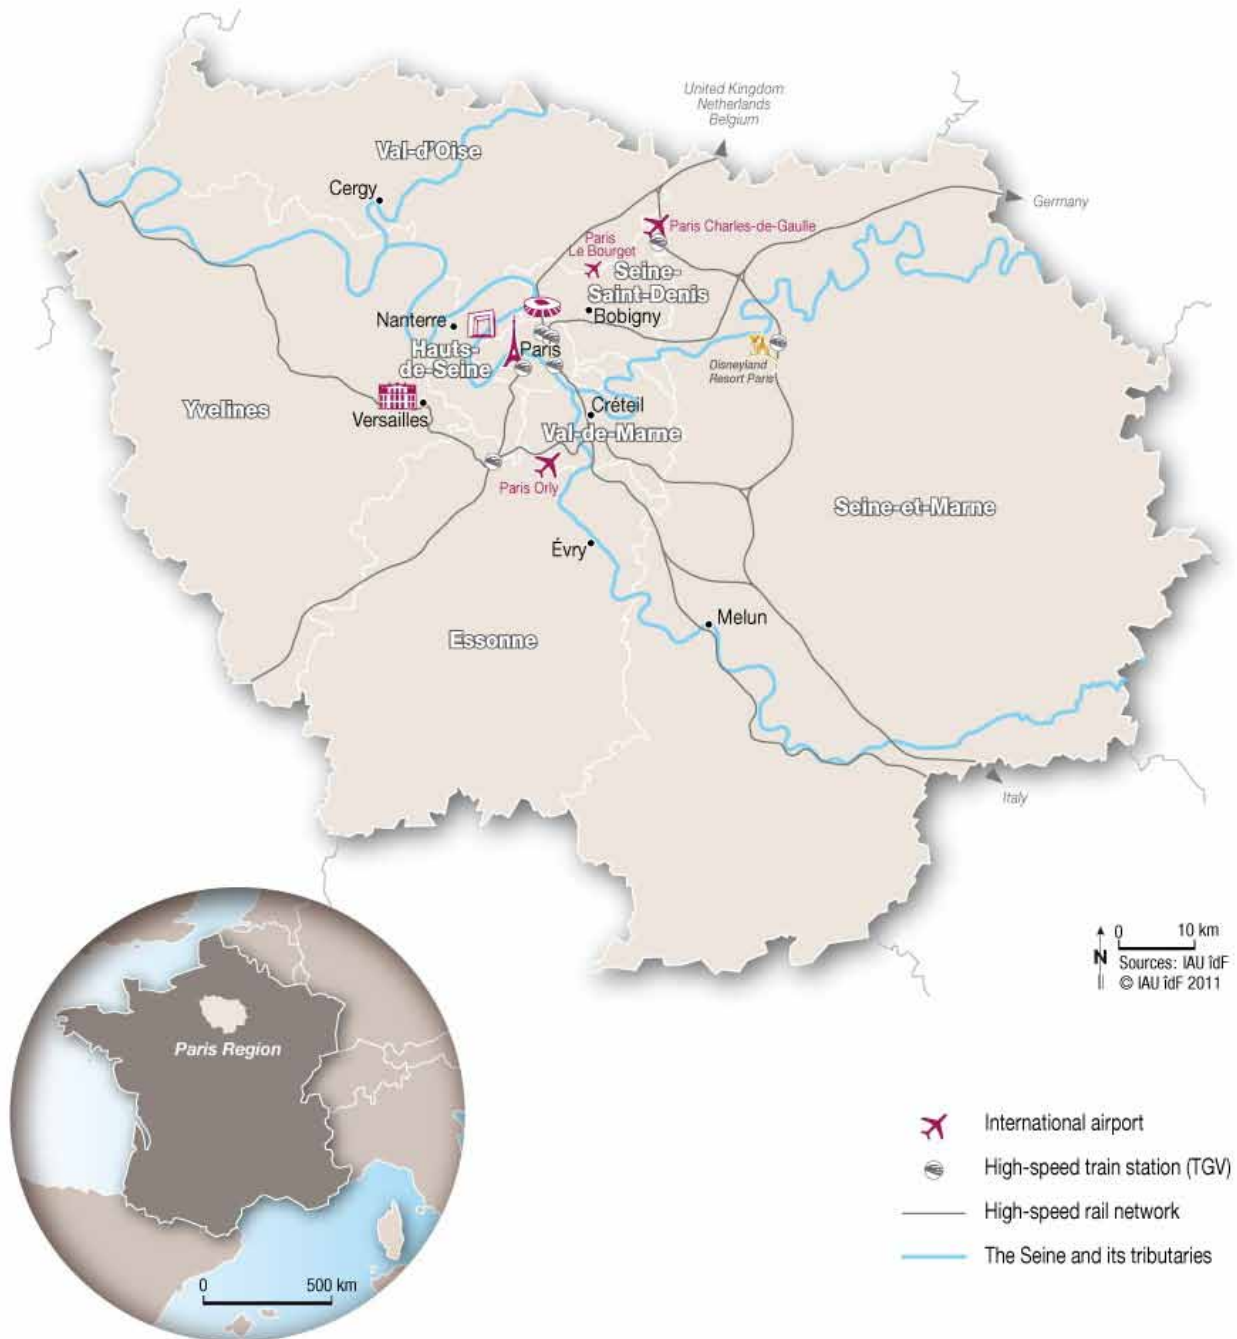 United Kingdom
Netherlands
Belgium
Val-d'Oise
Cergy
Germany
Paris Charles-de-Gaulle
Paris
Le Bourget
Seine-
Saint-Denis
Bobigny
Nanterre
Hauts-
de-Seine
Paris
Disneyland
Resort Paris
Yvelines
Versailles
Créteil
Val-de-Marne
Paris Orly
Seine-et-Marne
Évry
Melun
Essonne
Italy
0 10 km
N
Sources: IAU îdF
© IAU îdF 2011
Paris Region
0 500 km
International airport
High-speed train station (TGV)
High-speed rail network
The Seine and its tributaries